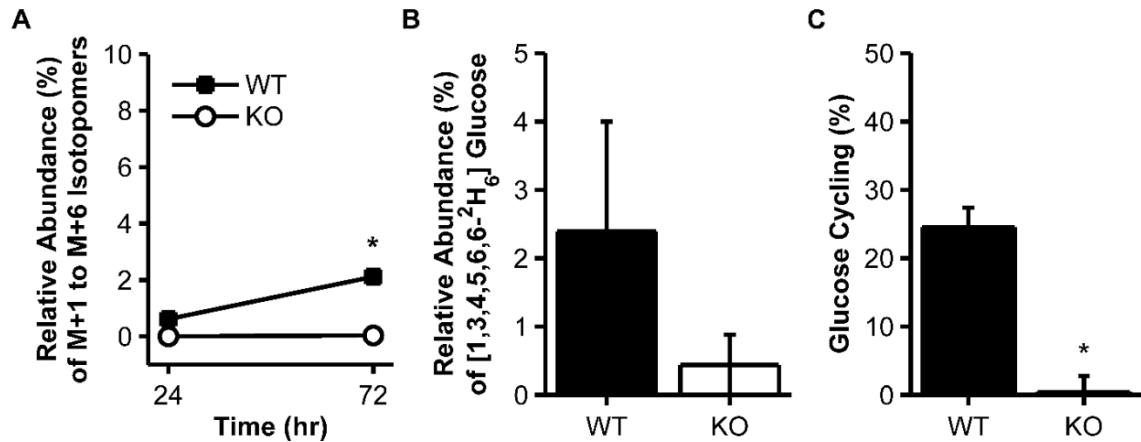 A
Relative Abundance (%)
of M+1 to M+6 Isotopomers
10
8
6
4
2
0
WT
KO
*
24
72
Time (hr)
B
Relative Abundance (%)
of [1,3,4,5,6,6-²H₆] Glucose
5
4
3
2
1
0
WT
KO
C
Glucose Cycling (%)
50
40
30
20
10
0
*
WT
KO